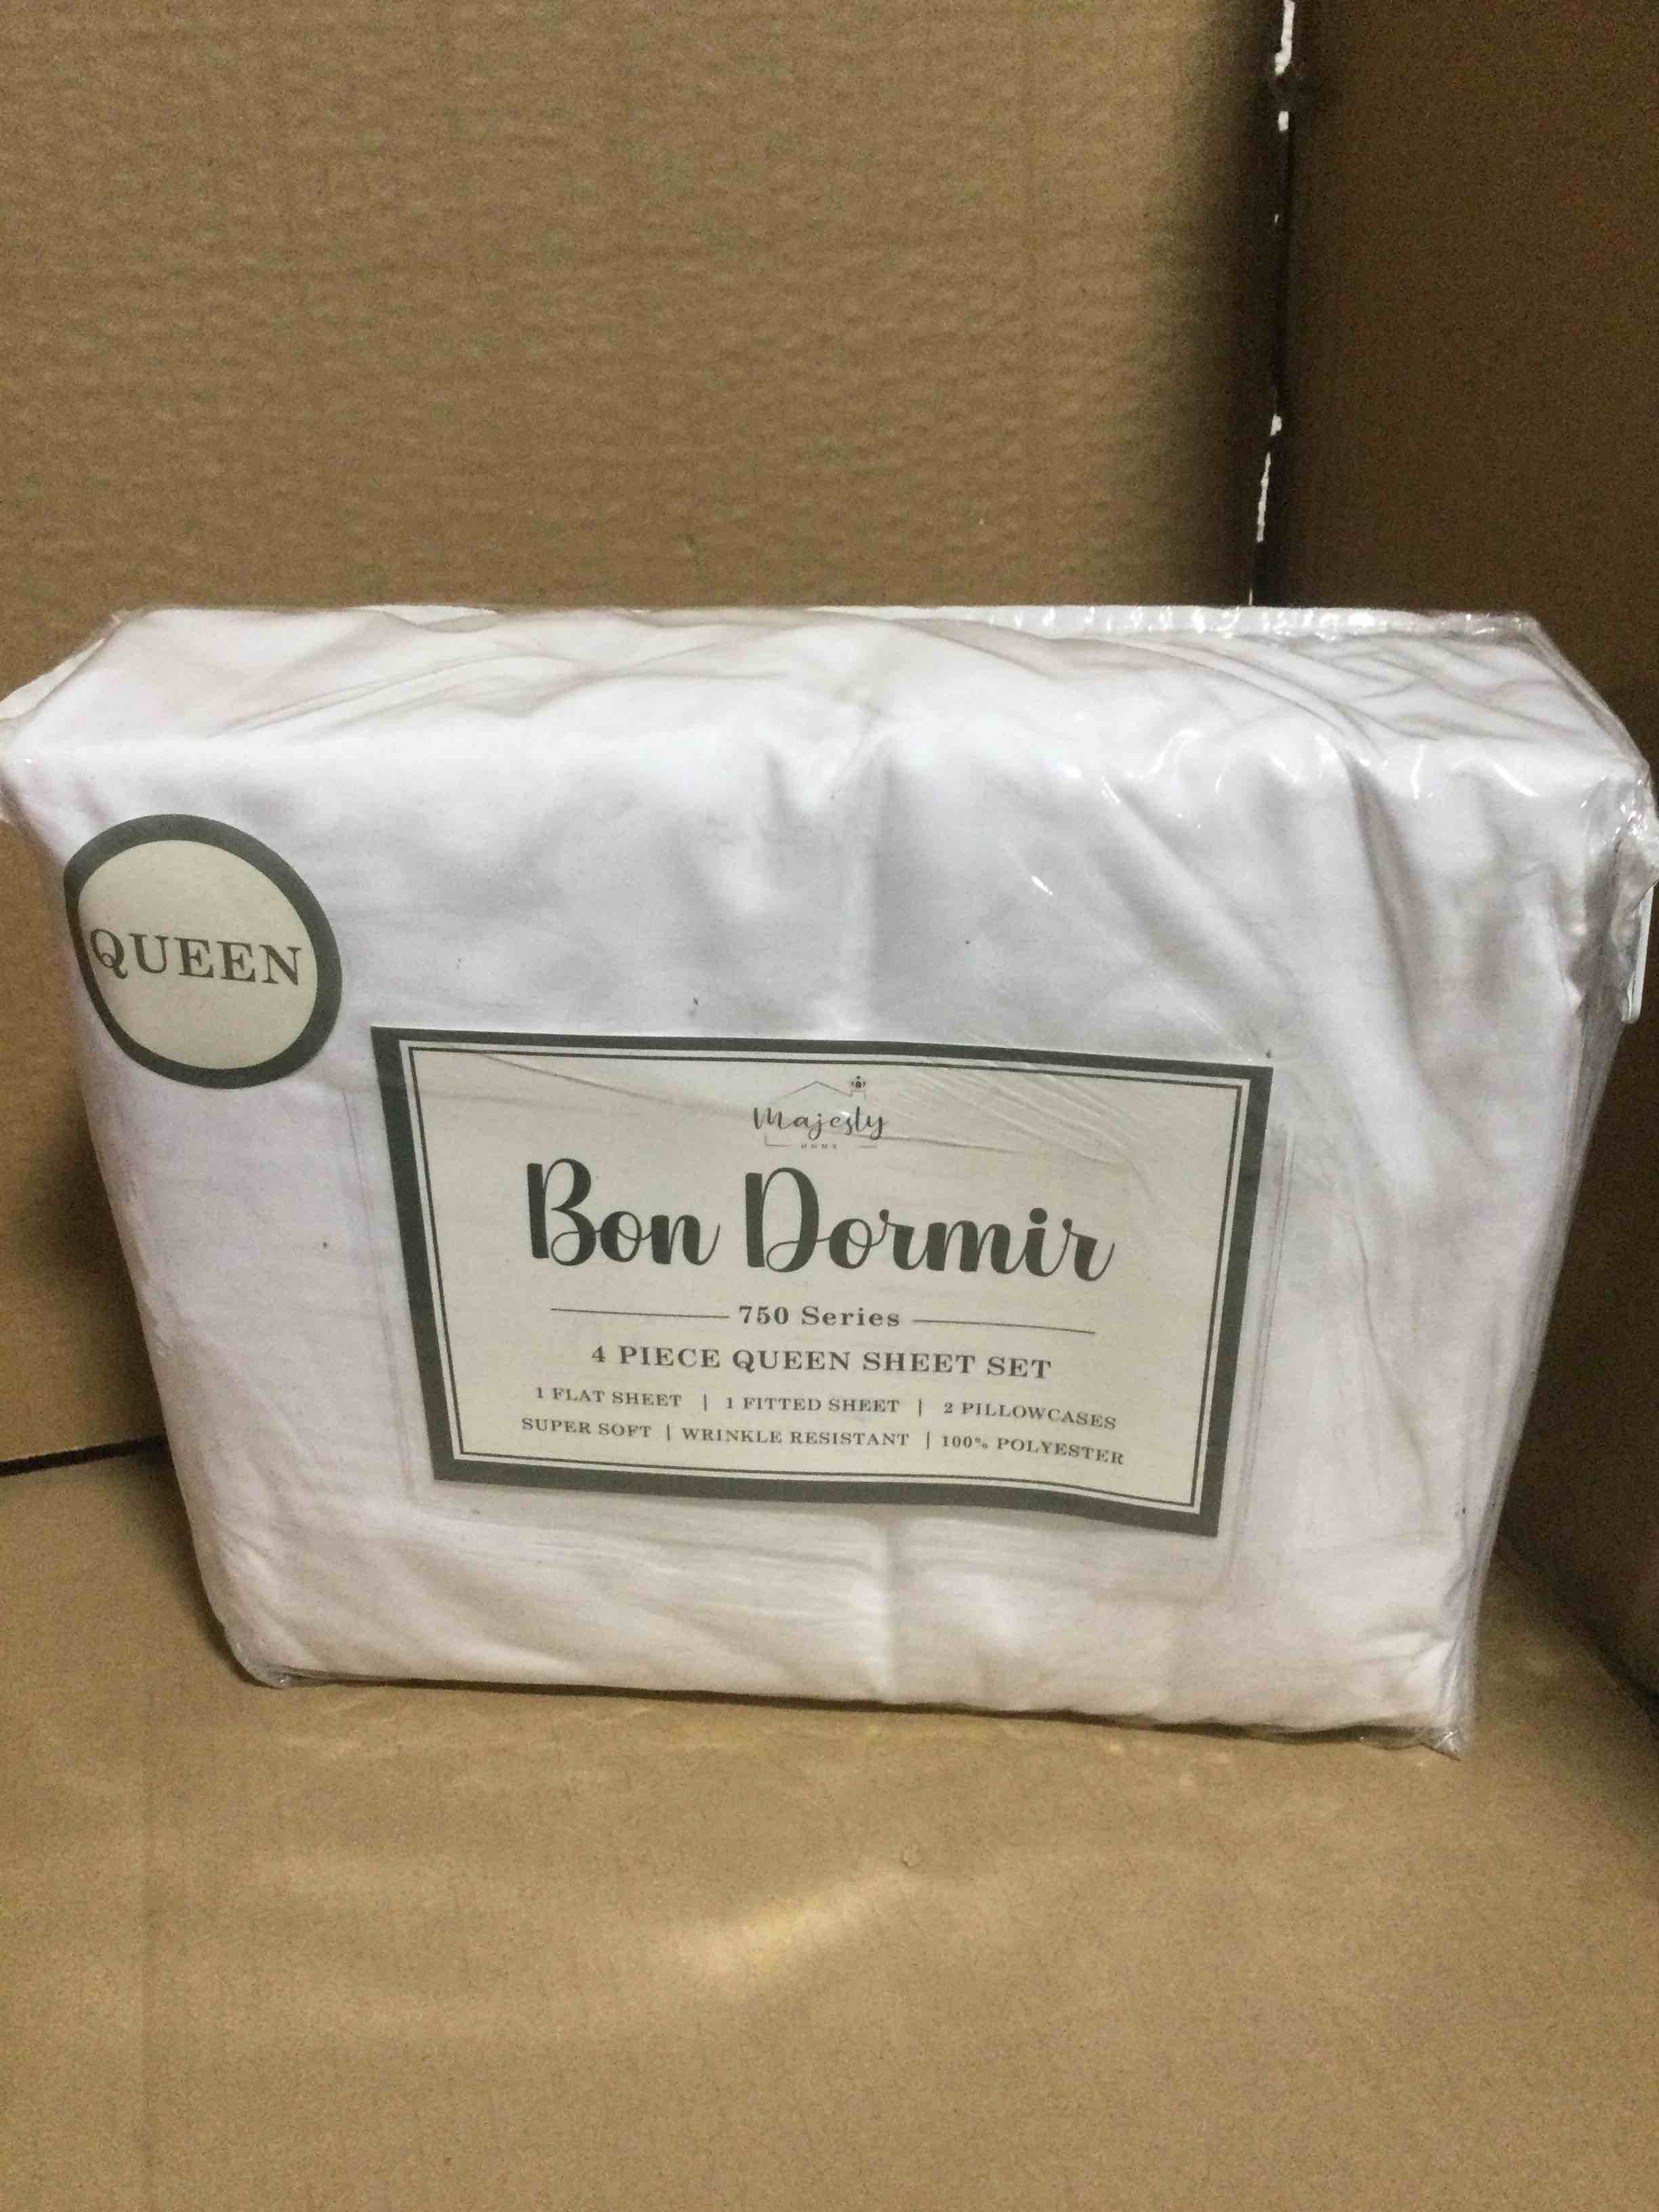 QUEEN
Majesty
HOME
Bon Dormir
750 Series
4 PIECE QUEEN SHEET SET
1 FLAT SHEET | 1 FITTED SHEET | 2 PILLOWCASES
SUPER SOFT | WRINKLE RESISTANT | 100% POLYESTER